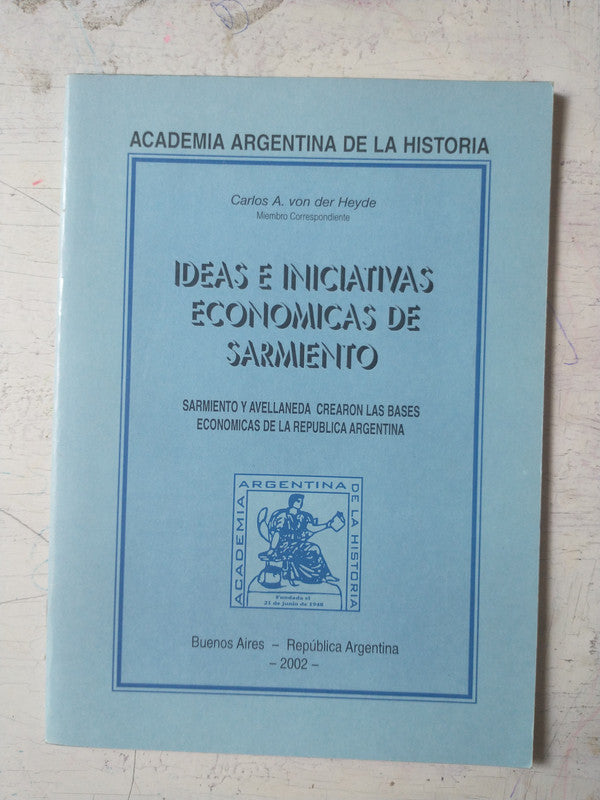 ACADEMIA ARGENTINA DE LA HISTORIA
Carlos A. von der Heyde
Miembro Correspondiente
IDEAS E INICIATIVAS
ECONOMICAS DE
SARMIENTO
SARMIENTO Y AVELLANEDA CREARON LAS BASES
ECONOMICAS DE LA REPUBLICA ARGENTINA
ACADEMIA
ARGENTINA
DE LA HISTORIA
Fundada el
21 de junio de 1948
Buenos Aires – República Argentina
– 2002 –